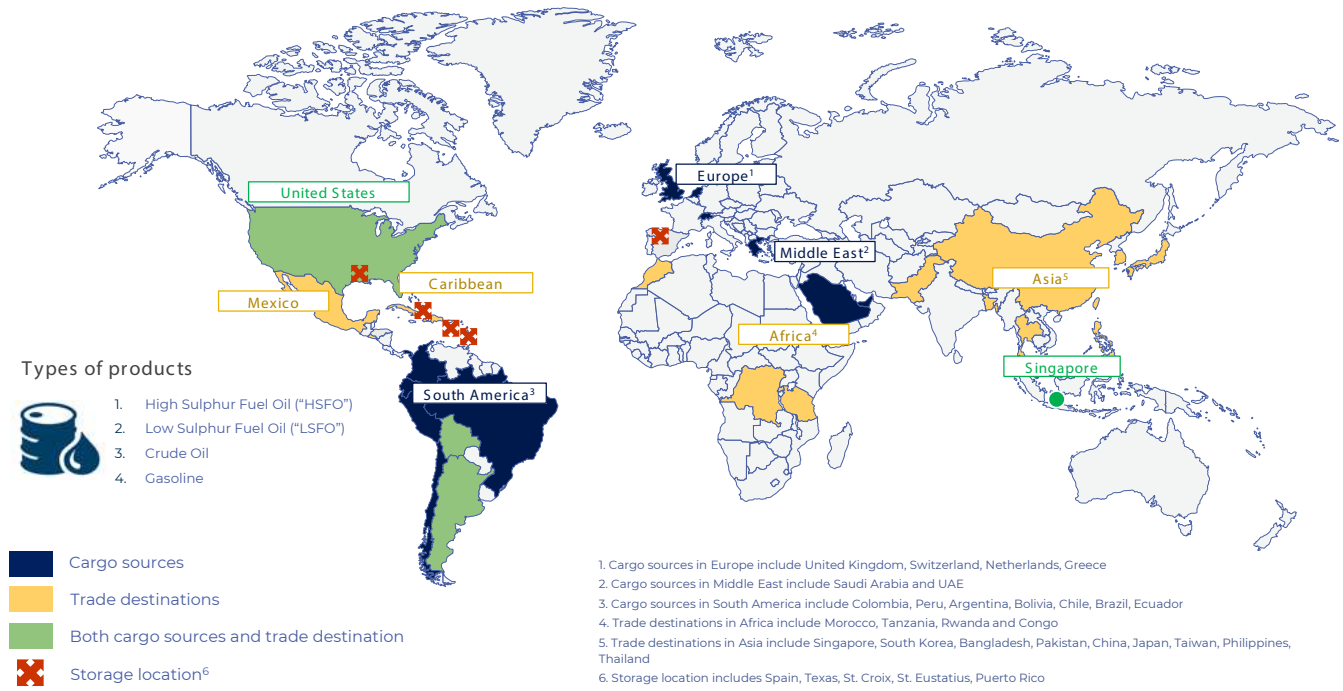 Europe¹
United States
Middle East²
Caribbean
Asia⁵
Mexico
Africa⁴
Singapore
South America³
Types of products
1. High Sulphur Fuel Oil (“HSFO”)
2. Low Sulphur Fuel Oil (“LSFO”)
3. Crude Oil
4. Gasoline
Cargo sources
Trade destinations
Both cargo sources and trade destination
Storage location⁶
1. Cargo sources in Europe include United Kingdom, Switzerland, Netherlands, Greece
2. Cargo sources in Middle East include Saudi Arabia and UAE
3. Cargo sources in South America include Colombia, Peru, Argentina, Bolivia, Chile, Brazil, Ecuador
4. Trade destinations in Africa include Morocco, Tanzania, Rwanda and Congo
5. Trade destinations in Asia include Singapore, South Korea, Bangladesh, Pakistan, China, Japan, Taiwan, Philippines,
Thailand
6. Storage location includes Spain, Texas, St. Croix, St. Eustatius, Puerto Rico